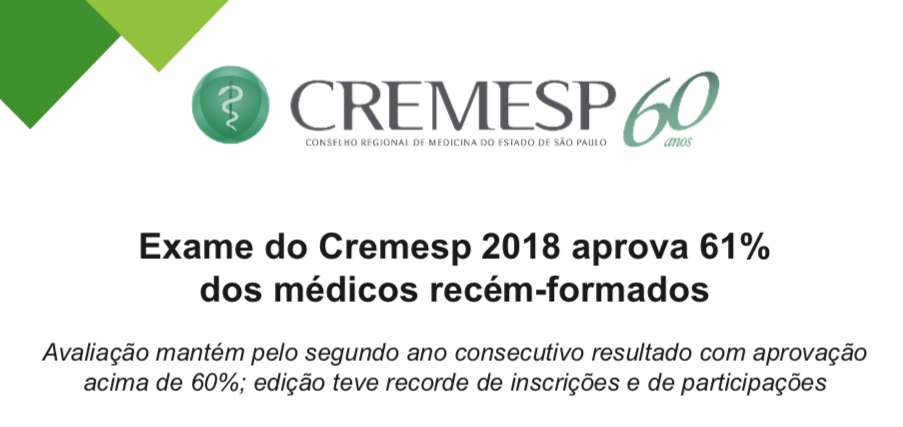 CREMESP 60
anos
CONSELHO REGIONAL DE MEDICINA DO ESTADO DE SÃO PAULO
Exame do Cremesp 2018 aprova 61%
dos médicos recém-formados
Avaliação mantém pelo segundo ano consecutivo resultado com aprovação
acima de 60%; edição teve recorde de inscrições e de participações